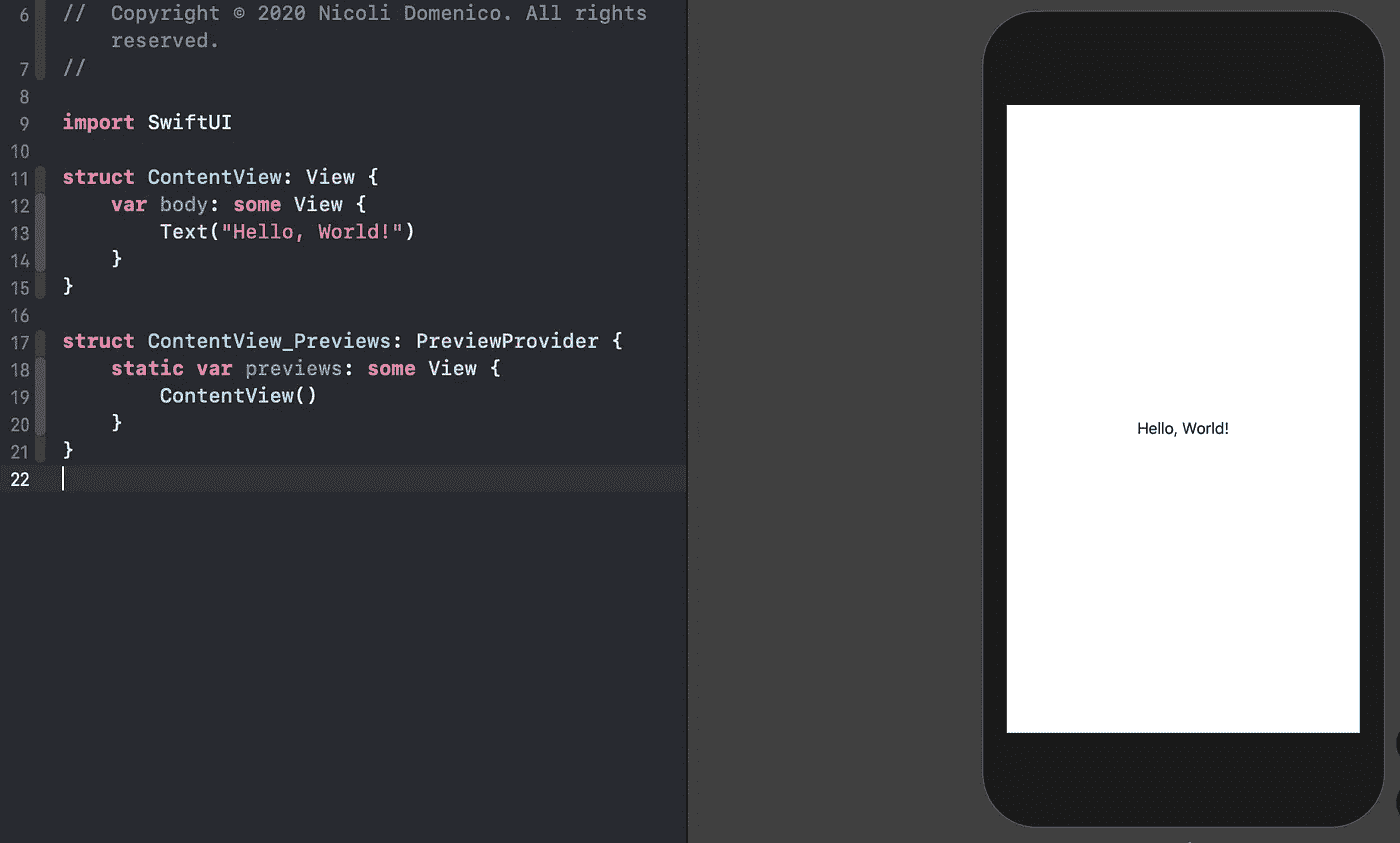 6 //  Copyright © 2020 Nicoli Domenico. All rights
    reserved.
7 //
8
9 import SwiftUI
10
11 struct ContentView: View {
12     var body: some View {
13         Text("Hello, World!")
14     }
15 }
16
17 struct ContentView_Previews: PreviewProvider {
18     static var previews: some View {
19         ContentView()
20     }
21 }
22
Hello, World!